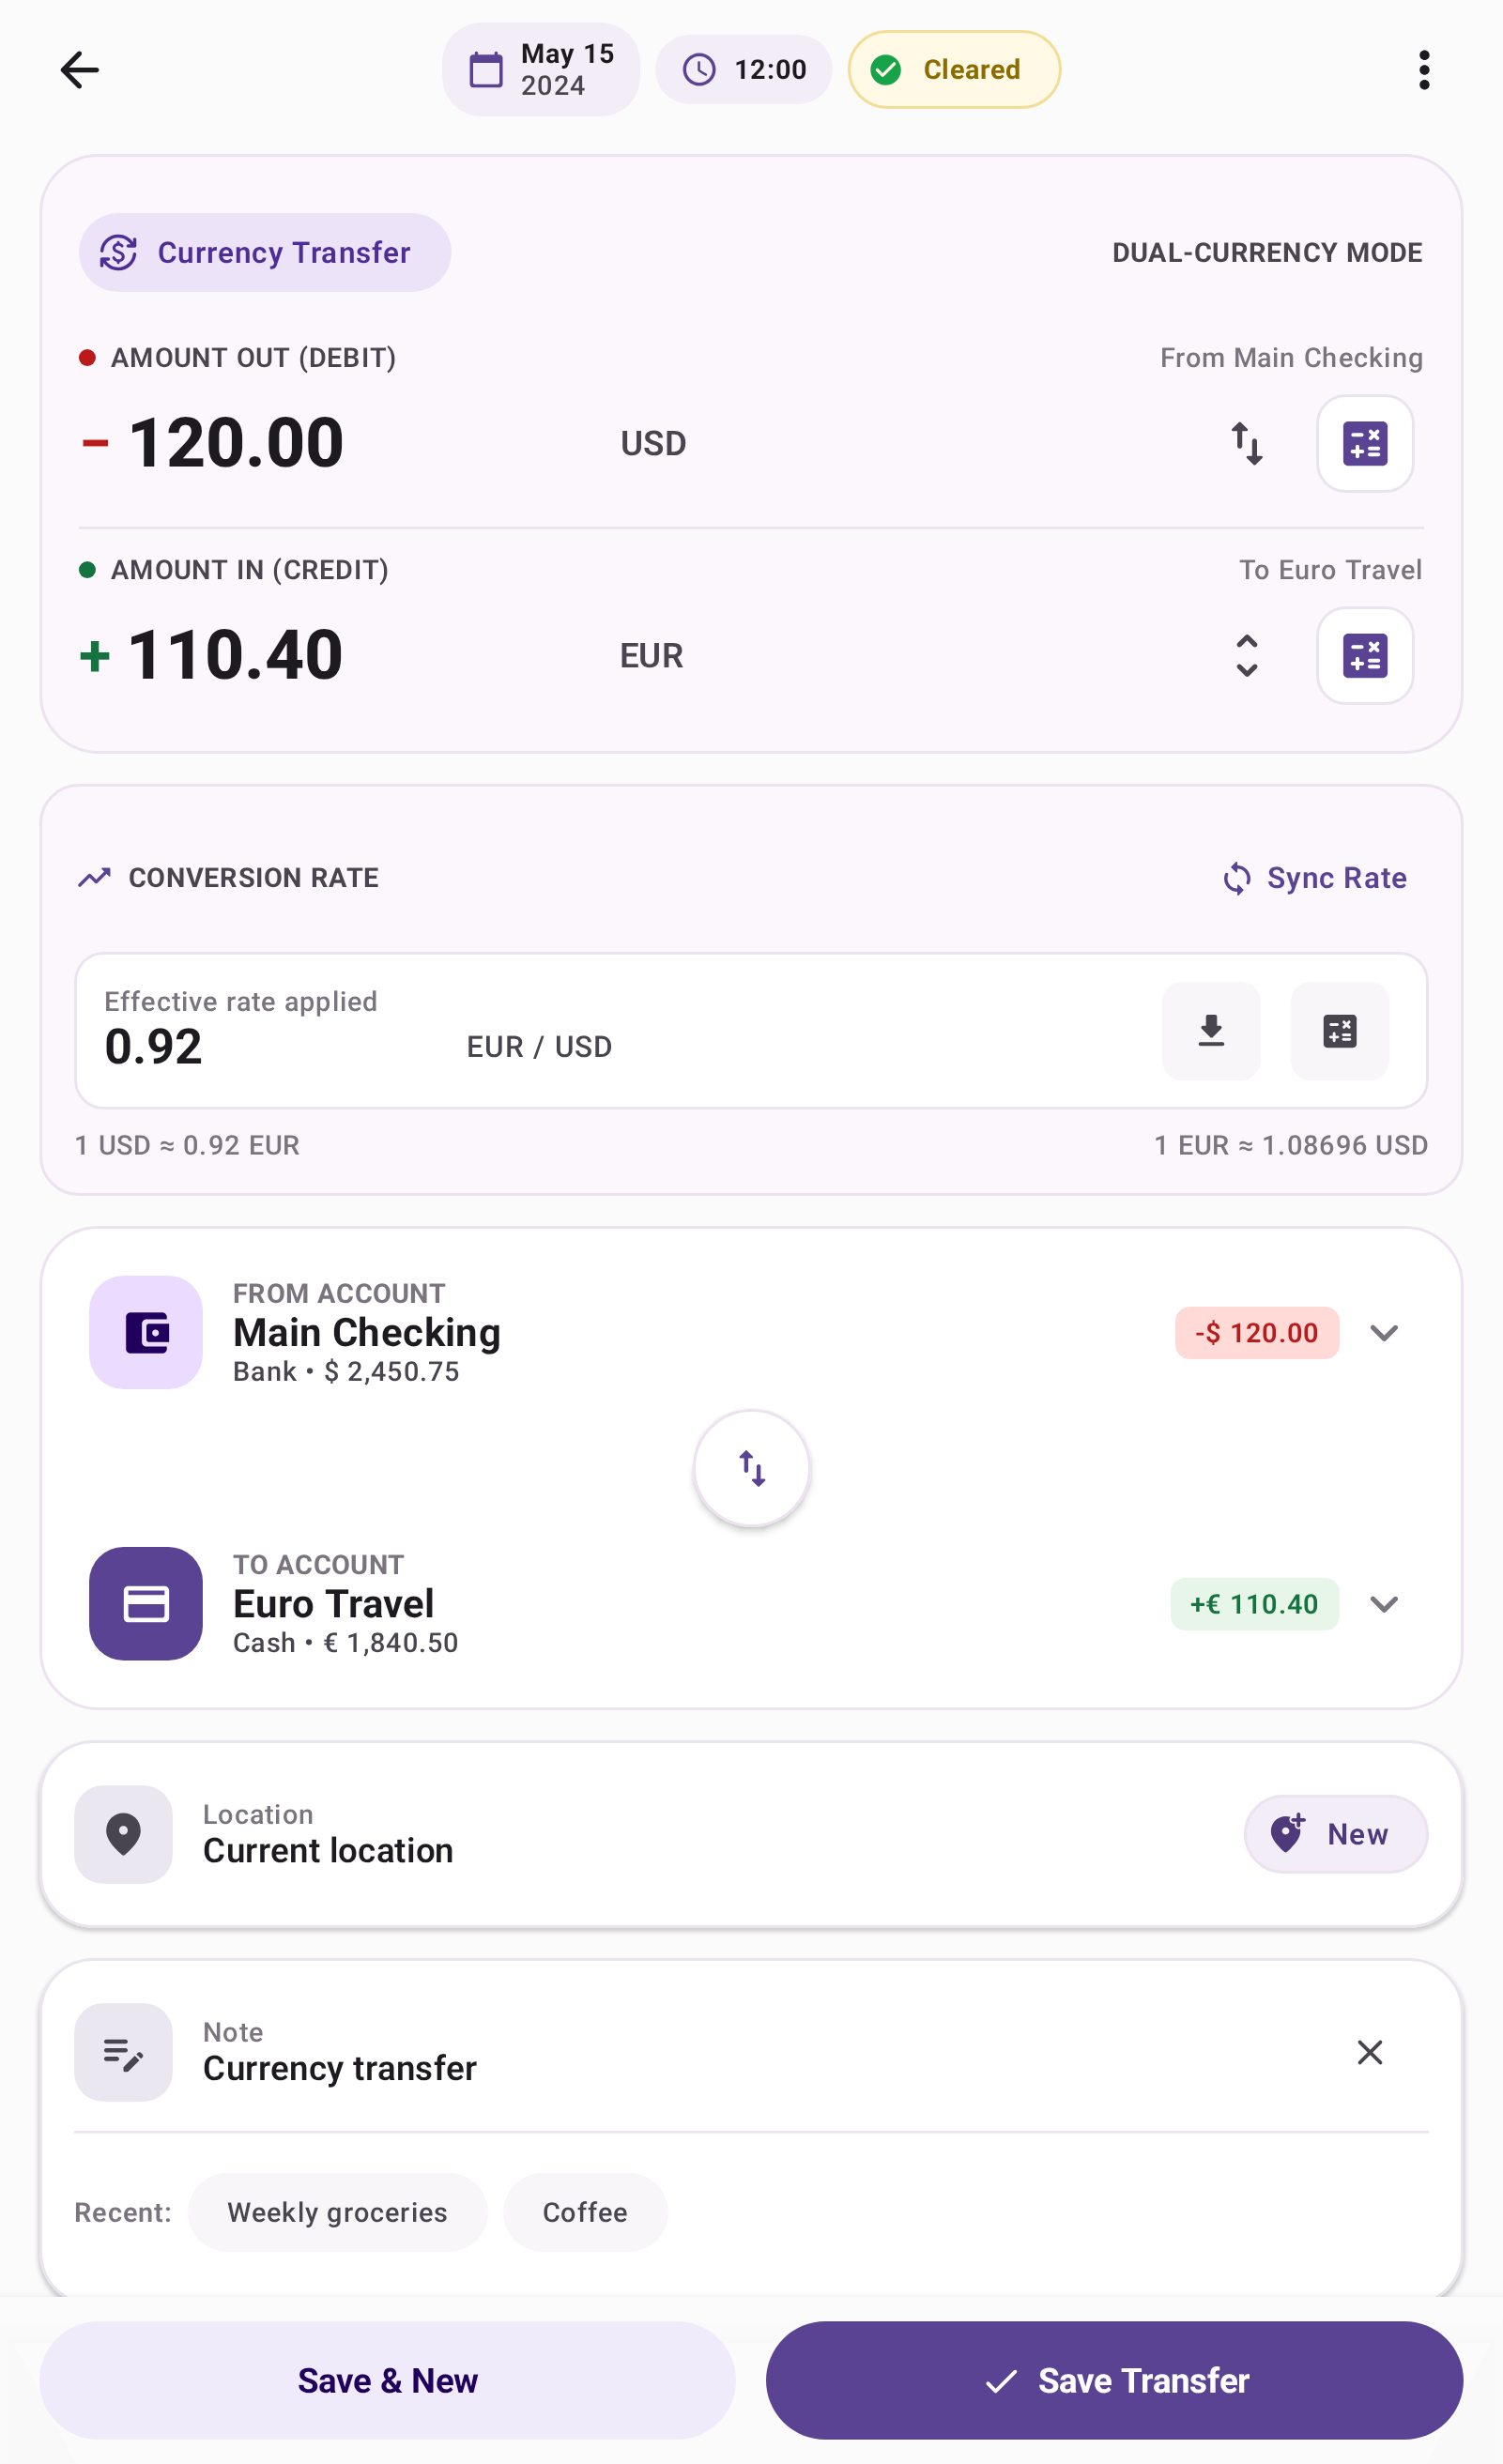 May 15
2024
12:00
Cleared
Currency Transfer
DUAL-CURRENCY MODE
AMOUNT OUT (DEBIT)
From Main Checking
− 120.00
USD
AMOUNT IN (CREDIT)
To Euro Travel
+ 110.40
EUR
CONVERSION RATE
Sync Rate
Effective rate applied
0.92
EUR / USD
1 USD ≈ 0.92 EUR
1 EUR ≈ 1.08696 USD
FROM ACCOUNT
Main Checking
Bank • $ 2,450.75
-$ 120.00
TO ACCOUNT
Euro Travel
Cash • € 1,840.50
+€ 110.40
Location
Current location
New
Note
Currency transfer
Recent:
Weekly groceries
Coffee
Save & New
Save Transfer